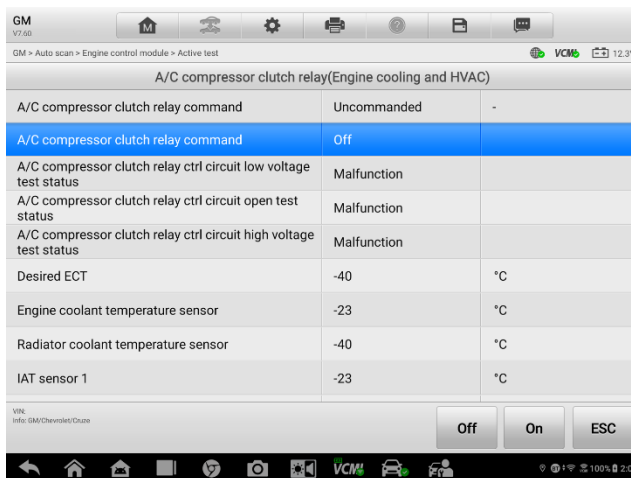 GM
V7.60
GM > Auto scan > Engine control module > Active test
VCMI
12.3
A/C compressor clutch relay(Engine cooling and HVAC)
A/C compressor clutch relay command Uncommanded -
A/C compressor clutch relay command Off
A/C compressor clutch relay ctrl circuit low voltage
test status Malfunction
A/C compressor clutch relay ctrl circuit open test
status Malfunction
A/C compressor clutch relay ctrl circuit high voltage
test status Malfunction
Desired ECT -40 °C
Engine coolant temperature sensor -23 °C
Radiator coolant temperature sensor -40 °C
IAT sensor 1 -23 °C
VIN:
Info: GM/Chevrolet/Cruze
Off On ESC
VCMI
100% 2:0